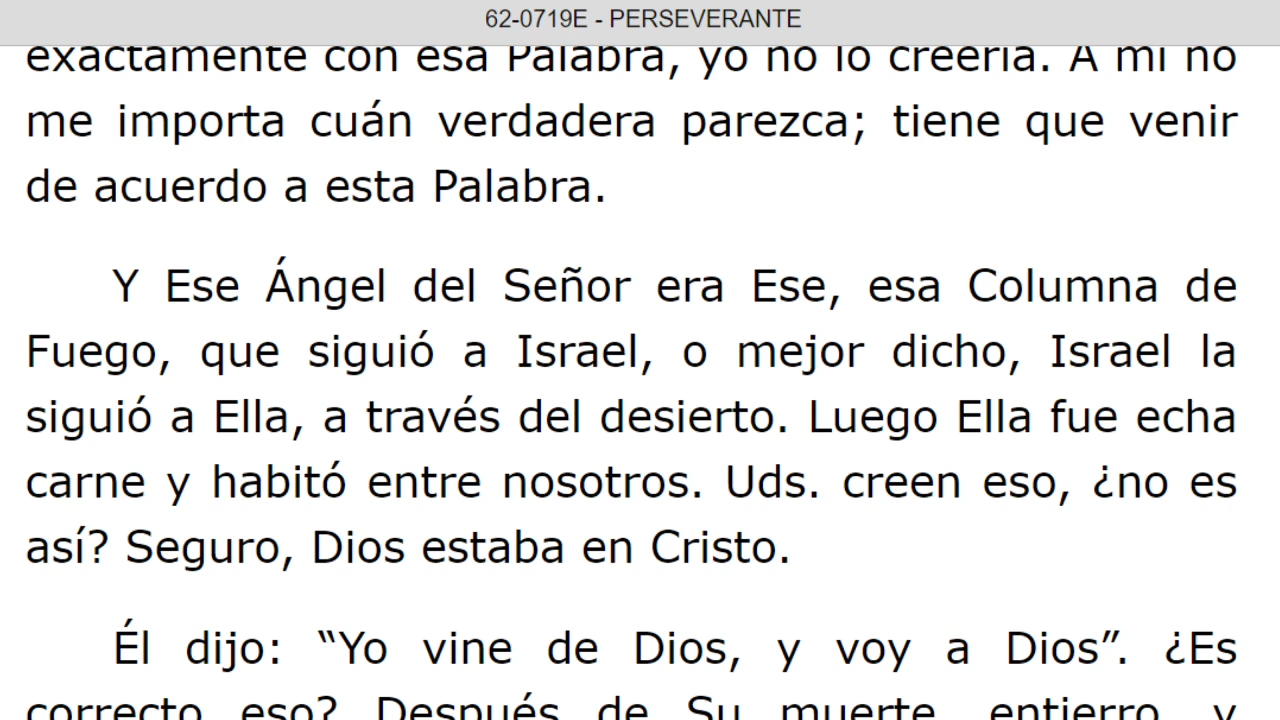 62-0719E - PERSEVERANTE
exactamente con esa Palabra, yo no lo creería. A mí no
me importa cuán verdadera parezca; tiene que venir
de acuerdo a esta Palabra.
Y Ese Ángel del Señor era Ese, esa Columna de
Fuego, que siguió a Israel, o mejor dicho, Israel la
siguió a Ella, a través del desierto. Luego Ella fue echa
carne y habitó entre nosotros. Uds. creen eso, ¿no es
así? Seguro, Dios estaba en Cristo.
Él dijo: “Yo vine de Dios, y voy a Dios”. ¿Es
correcto eso? Después de Su muerte, entierro, y